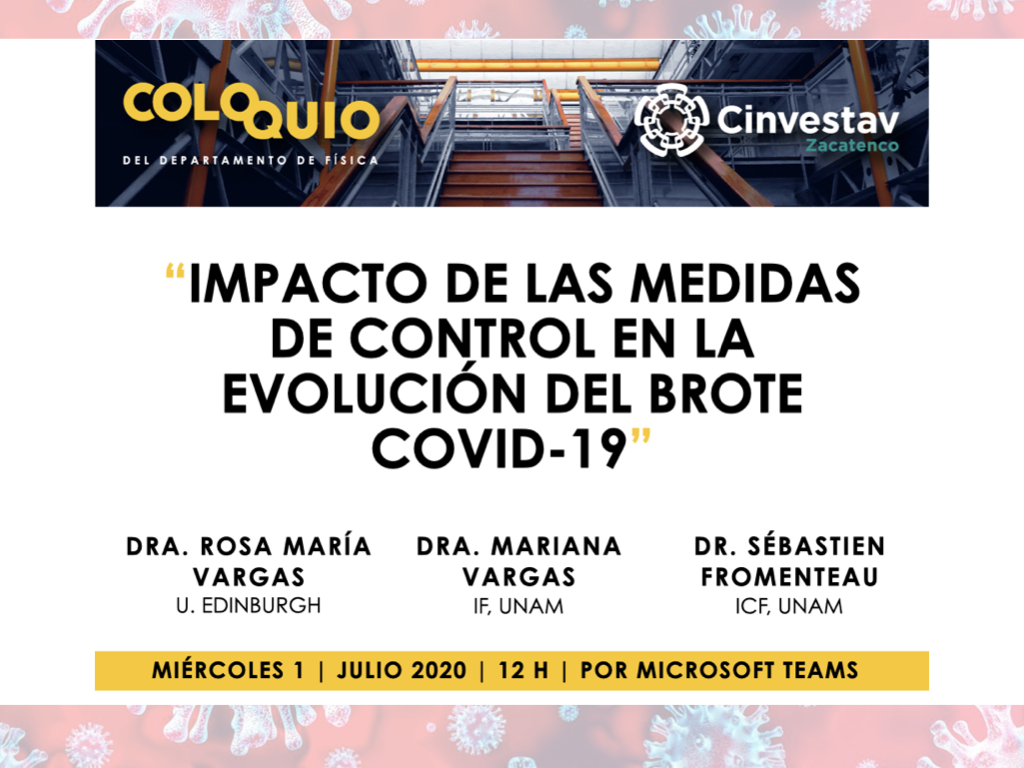 COLOQUIO
DEL DEPARTAMENTO DE FÍSICA
Cinvestav
Zacatenco
“IMPACTO DE LAS MEDIDAS
DE CONTROL EN LA
EVOLUCIÓN DEL BROTE
COVID-19”
DRA. ROSA MARÍA
VARGAS
U. EDINBURGH
DRA. MARIANA
VARGAS
IF, UNAM
DR. SÉBASTIEN
FROMENTEAU
ICF, UNAM
MIÉRCOLES 1 | JULIO 2020 | 12 H | POR MICROSOFT TEAMS